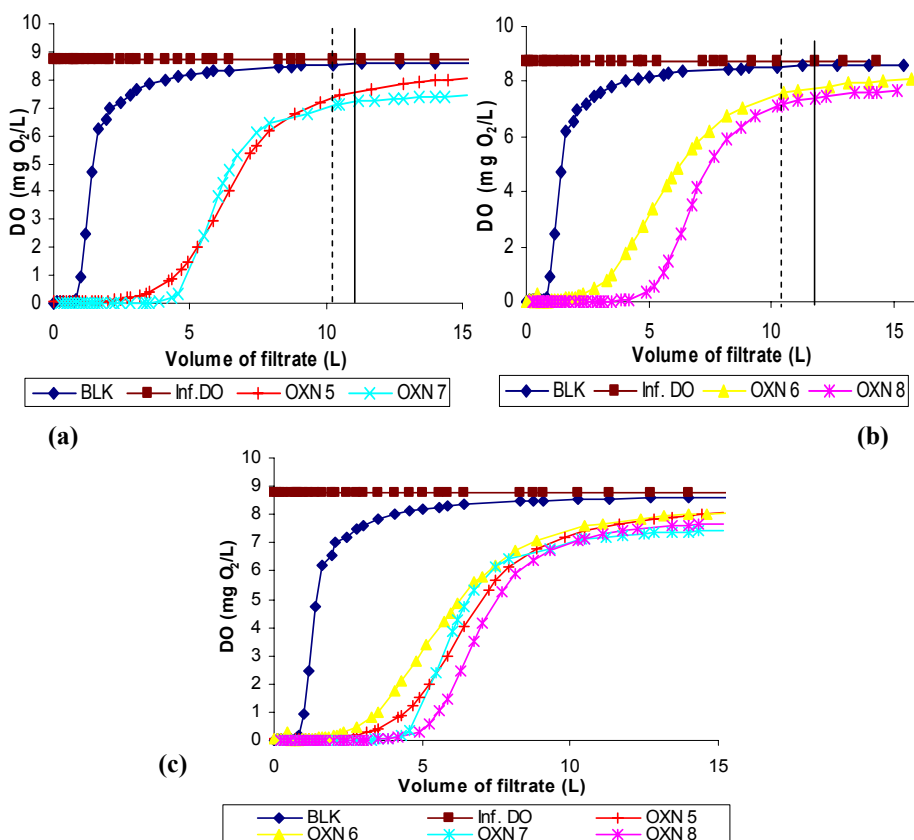 10
9
8
7
6
5
4
3
2
1
0
DO (mg O₂/L)
0 5 10 15
Volume of filtrate (L)
BLK Inf. DO OXN 5 OXN 7
(a)
10
8
6
4
2
0
DO (mg O₂/L)
0 5 10 15
Volume of filtrate (L)
BLK Inf. DO OXN 6 OXN 8
(b)
10
9
8
7
6
5
4
3
2
1
0
DO (mg O₂/L)
0 5 10 15
Volume of filtrate (L)
(c)
BLK Inf. DO OXN 5
OXN 6 OXN 7 OXN 8